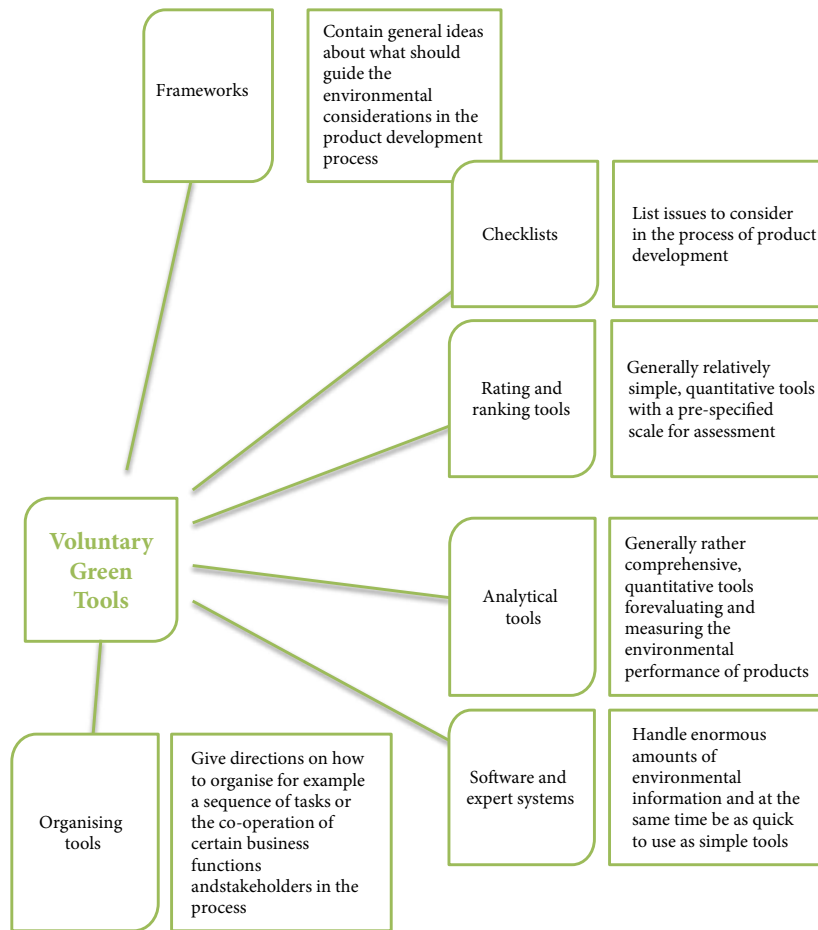 Frameworks
Contain general ideas
about what should
guide the
environmental
considerations in the
product development
process
Checklists
List issues to consider
in the process of product
development
Rating and
ranking tools
Generally relatively
simple, quantitative tools
with a pre-specified
scale for assessment
Voluntary
Green
Tools
Analytical
tools
Generally rather
comprehensive,
quantitative tools
forevaluating and
measuring the
environmental
performance of products
Software and
expert systems
Handle enormous
amounts of
environmental
information and at the
same time be as quick
to use as simple tools
Organising
tools
Give directions on how
to organise for example
a sequence of tasks or
the co-operation of
certain business
functions
andstakeholders in the
process